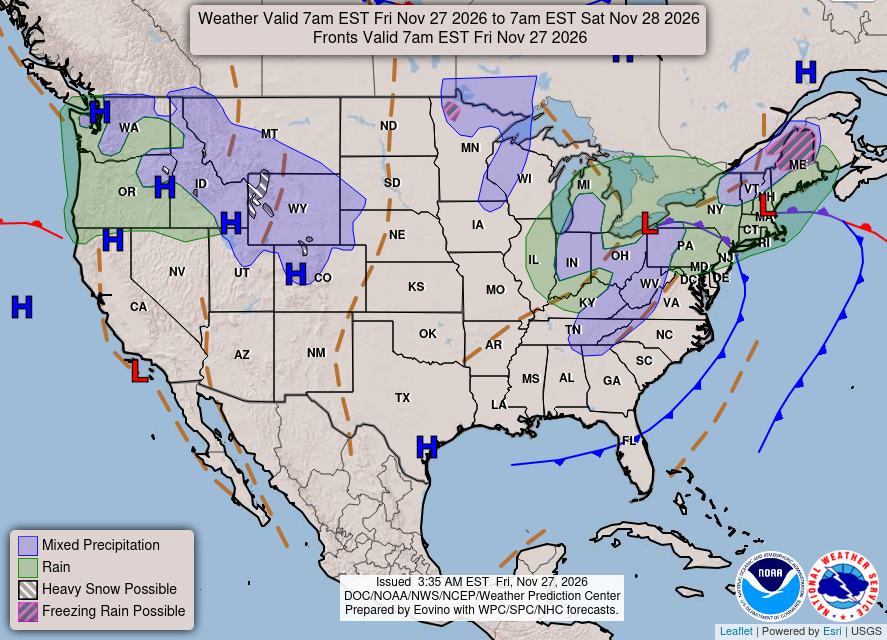 Weather Valid 7am EST Fri Nov 27 2026 to 7am EST Sat Nov 28 2026
Fronts Valid 7am EST Fri Nov 27 2026
H
H
H
WA
MT
ND
MN
ME
OR
H
ID
SD
WI
MI
VT
NH
WY
L
NY
MA
H
L
CT
RI
H
NE
IA
PA
NJ
NV
UT
H
CO
IL
IN
OH
MD
DE
DC
WV
H
CA
KS
MO
KY
VA
OK
TN
NC
AZ
NM
AR
SC
L
TX
MS
AL
GA
LA
H
FL
Mixed Precipitation
Rain
Heavy Snow Possible
Freezing Rain Possible
Issued 3:35 AM EST Fri, Nov 27, 2026
DOC/NOAA/NWS/NCEP/Weather Prediction Center
Prepared by Eovino with WPC/SPC/NHC forecasts.
NOAA
NATIONAL WEATHER SERVICE
Leaflet | Powered by Esri | USGS